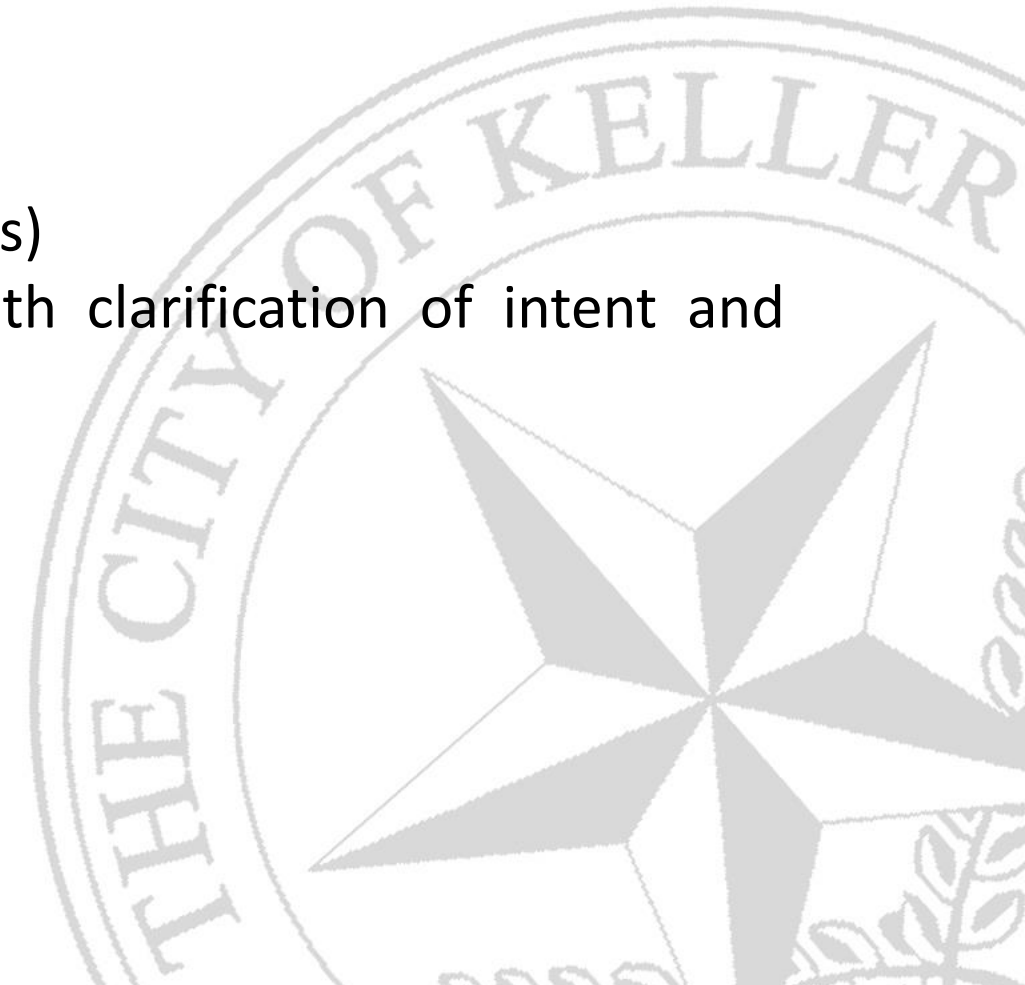 THE CITY OF KELLER
s)
th clarification of intent and